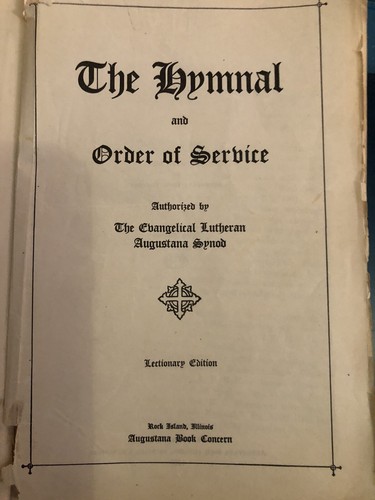 The Hymnal
and
Order of Service
Authorized by
The Evangelical Lutheran
Augustana Synod
Lectionary Edition
Rock Island, Illinois
Augustana Book Concern